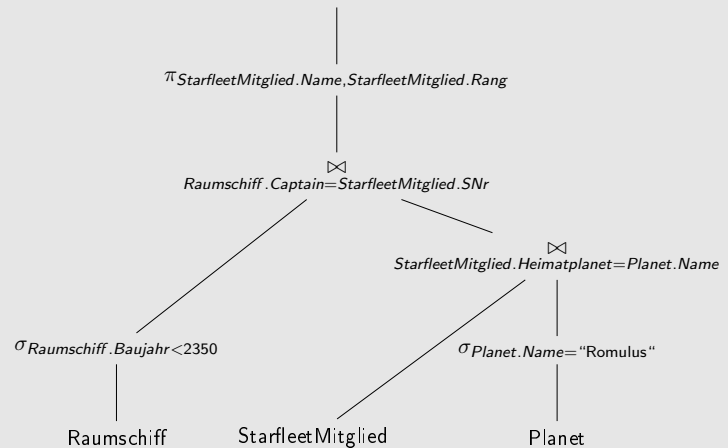 πStarfleetMitglied.Name,StarfleetMitglied.Rang
⋈
Raumschiff.Captain=StarfleetMitglied.SNr
⋈
StarfleetMitglied.Heimatplanet=Planet.Name
σRaumschiff.Baujahr<2350
σPlanet.Name=“Romulus“
Raumschiff
StarfleetMitglied
Planet